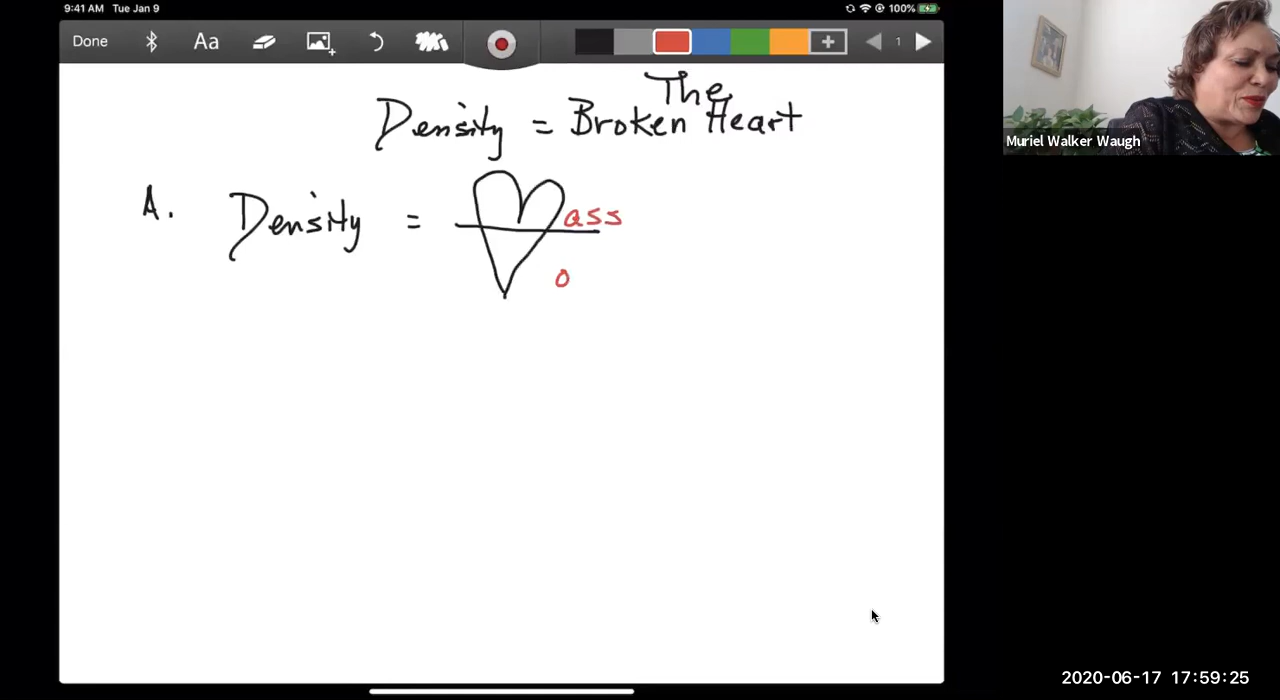 9:41 AM Tue Jan 9
100%
Done
Aa
1
The
Density = Broken Heart
A. Density =
ass
o
Muriel Walker Waugh
2020-06-17 17:59:25